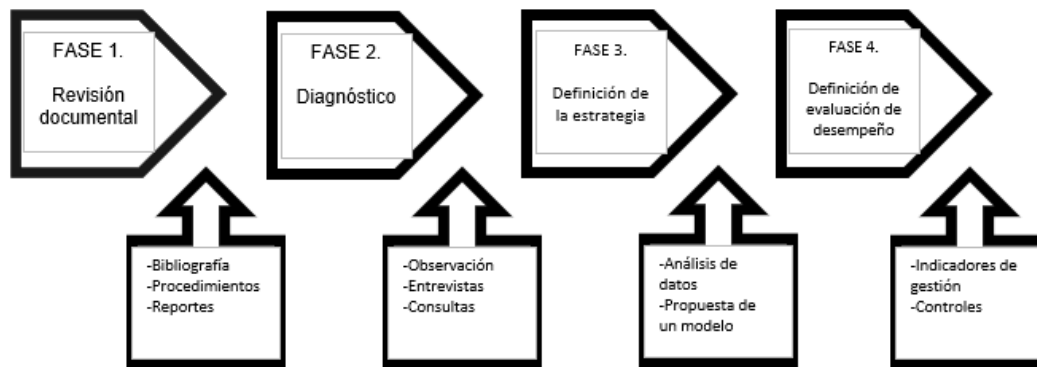 FASE 1.
Revisión
documental
FASE 2.
Diagnóstico
FASE 3.
Definición de
la estrategia
FASE 4.
Definición de
evaluación de
desempeño
-Bibliografía
-Procedimientos
-Reportes
-Observación
-Entrevistas
-Consultas
-Análisis de
datos
-Propuesta de
un modelo
-Indicadores de
gestión
-Controles